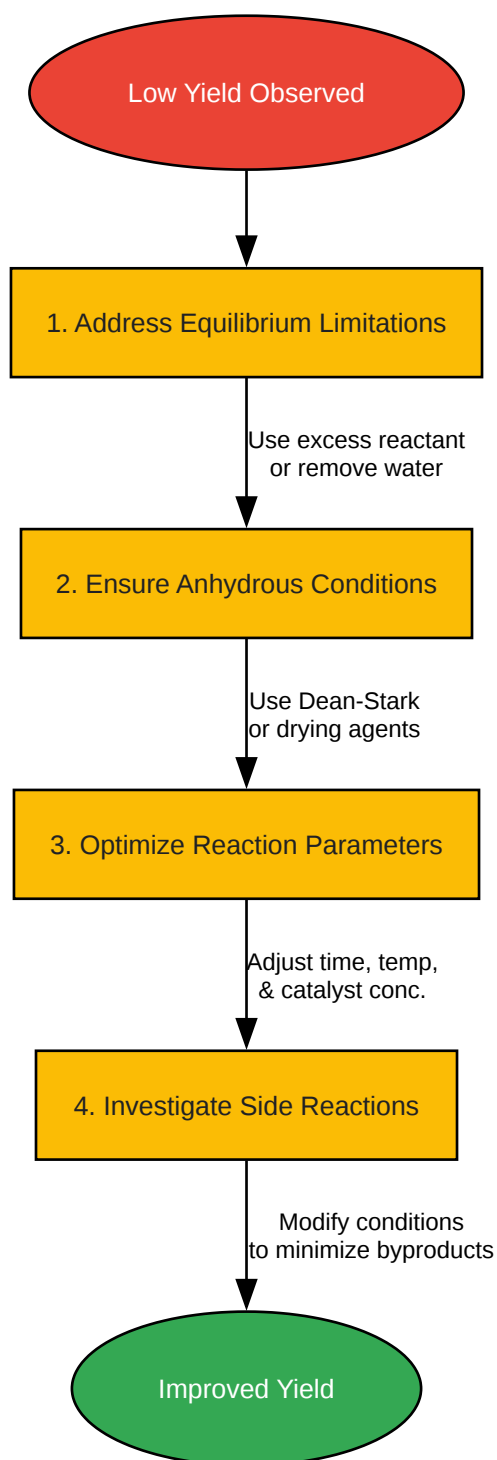 Low Yield Observed
1. Address Equilibrium Limitations
Use excess reactant
or remove water
2. Ensure Anhydrous Conditions
Use Dean-Stark
or drying agents
3. Optimize Reaction Parameters
Adjust time, temp,
& catalyst conc.
4. Investigate Side Reactions
Modify conditions
to minimize byproducts
Improved Yield